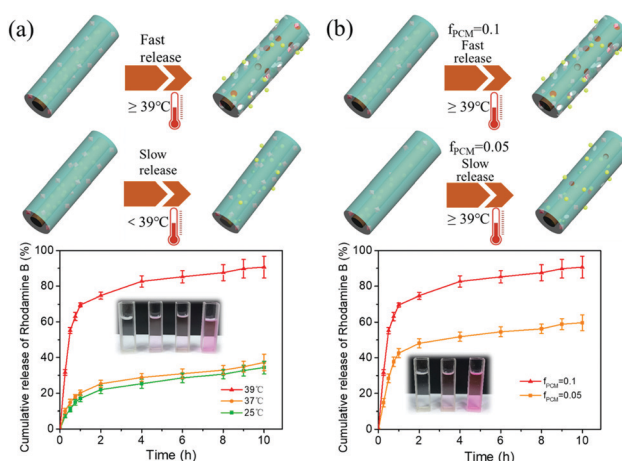 (a)
Fast
release
≥ 39℃
Slow
release
< 39℃
Cumulative release of Rhodamine B (%)
100
80
60
40
20
0
39℃
37℃
25℃
0 2 4 6 8 10
Time (h)
(b)
fPCM=0.1
Fast
release
≥ 39℃
fPCM=0.05
Slow
release
≥ 39℃
Cumulative release of Rhodamine B (%)
100
80
60
40
20
0
fPCM=0.1
fPCM=0.05
0 2 4 6 8 10
Time (h)